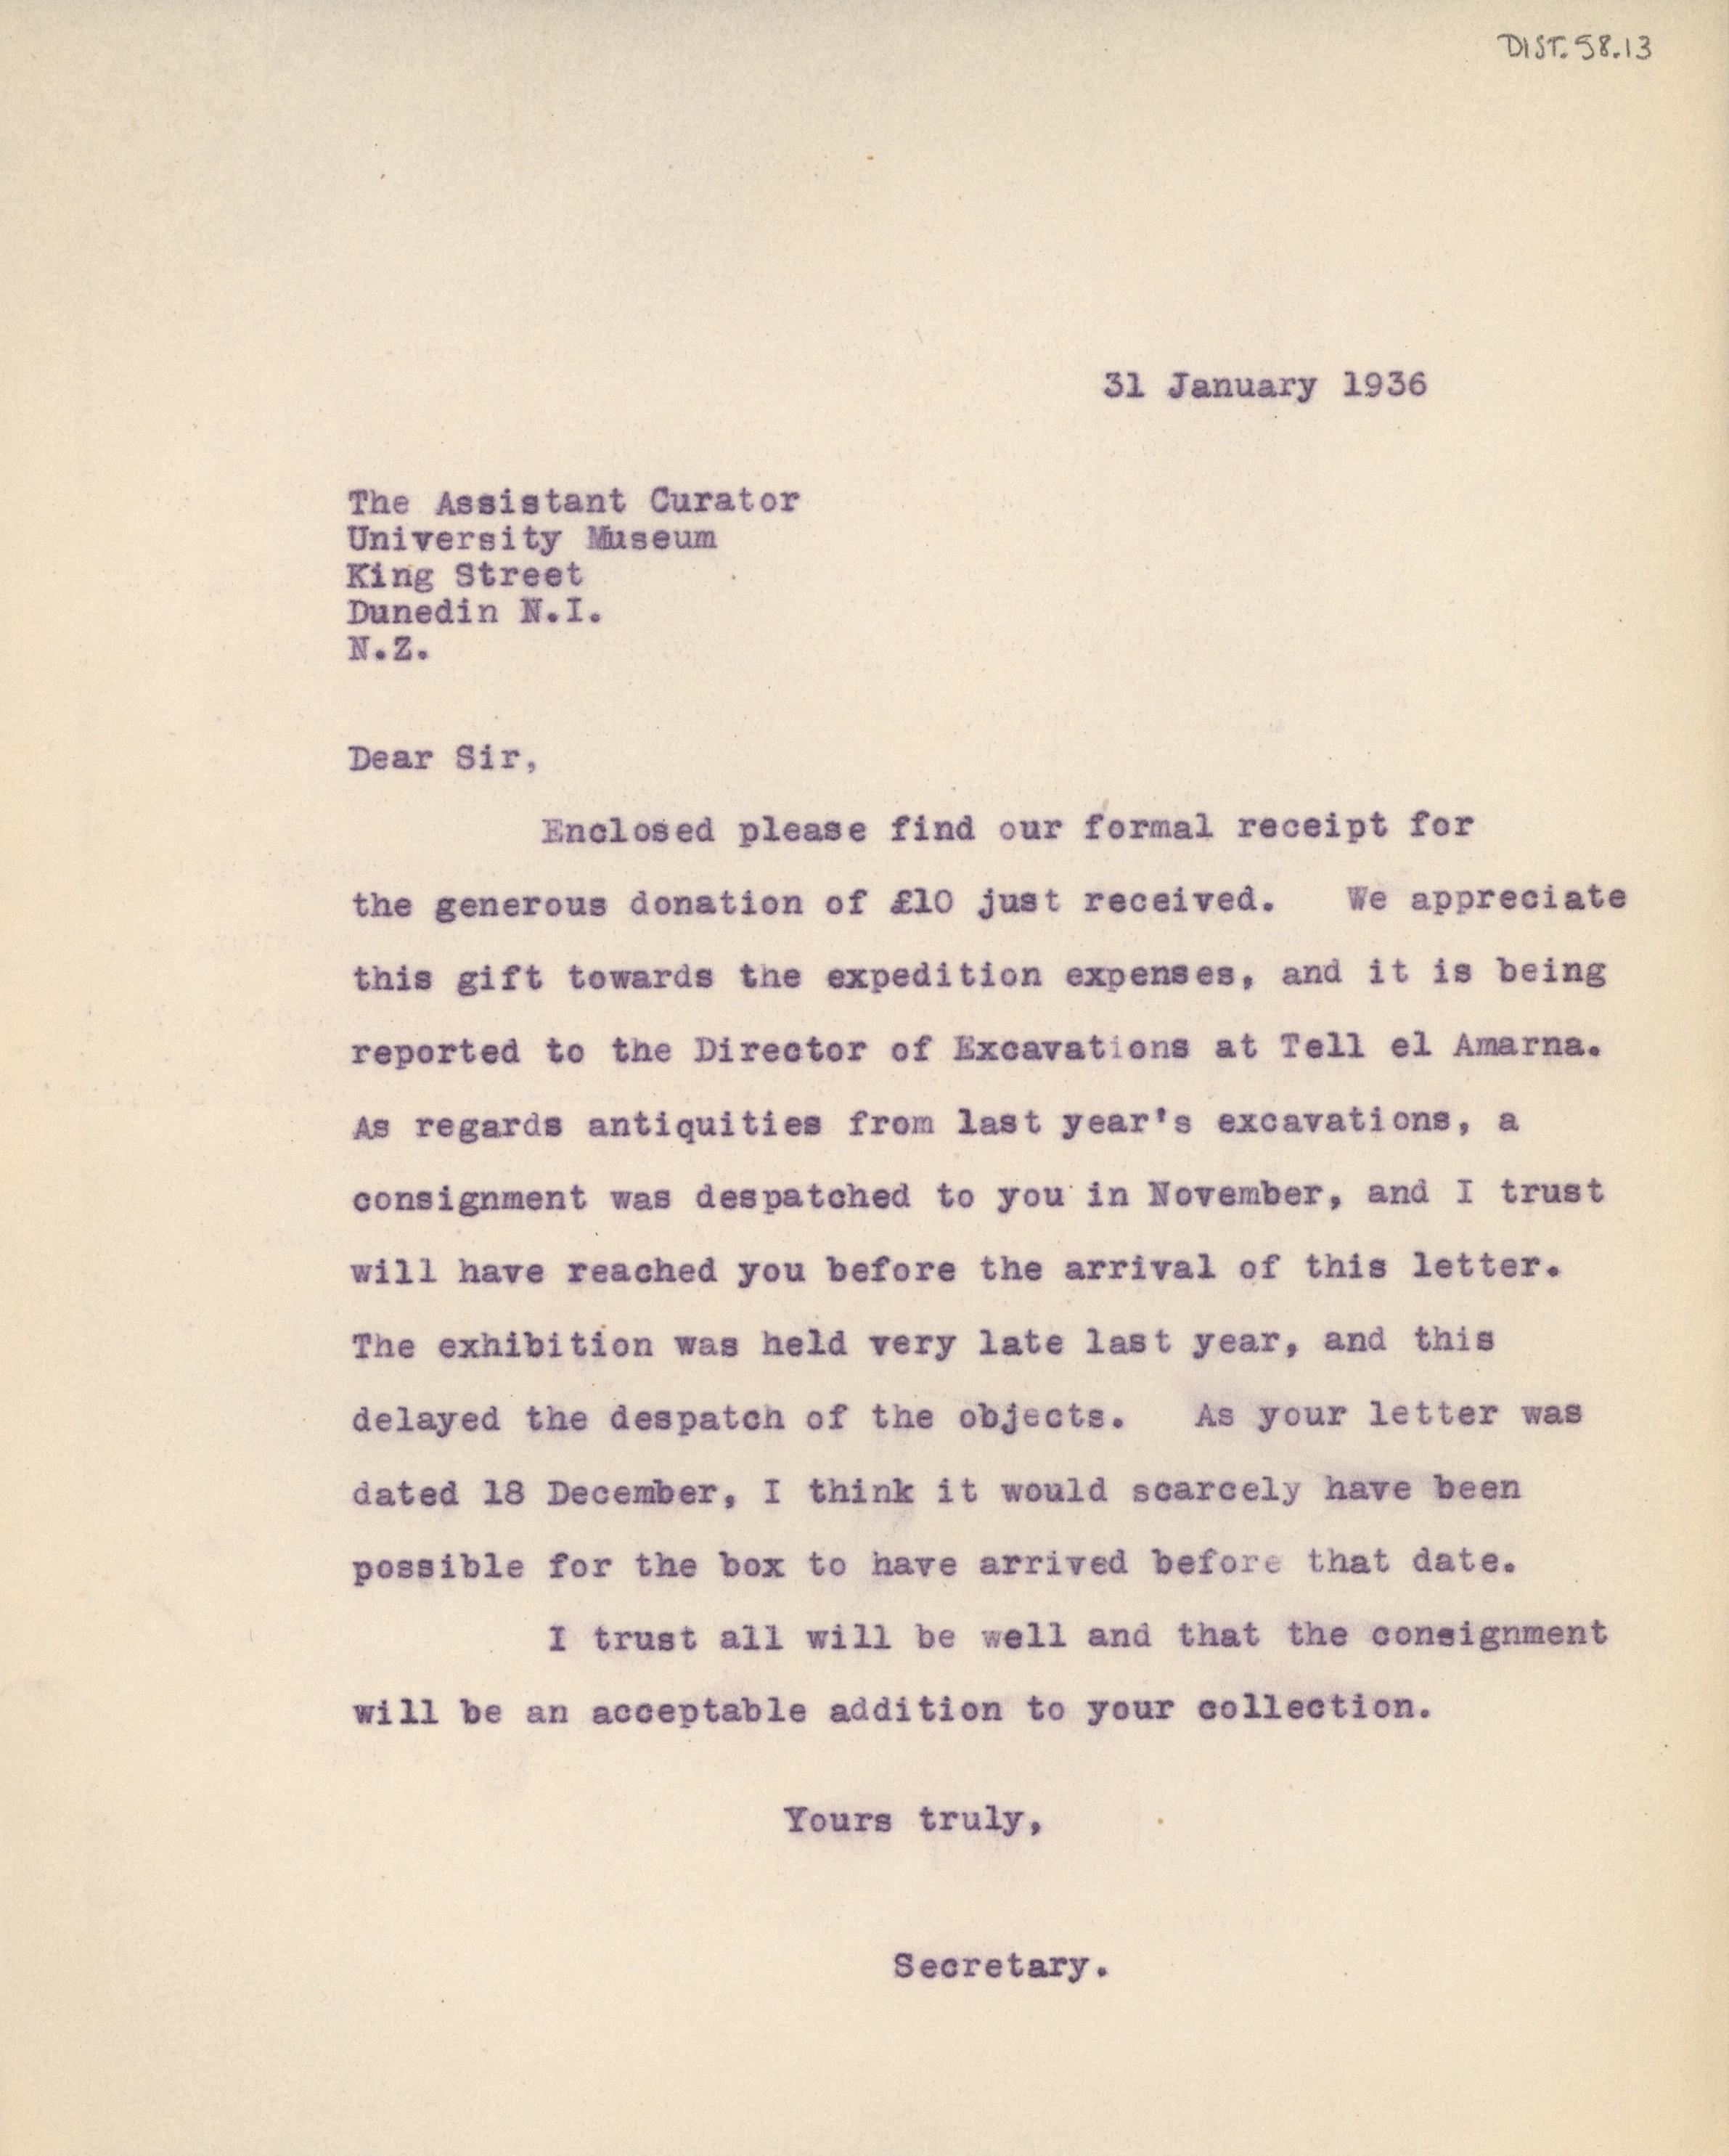 DIST.58.13
31 January 1936
The Assistant Curator
University Museum
King Street
Dunedin N.I.
N.Z.
Dear Sir,
Enclosed please find our formal receipt for
the generous donation of £10 just received. We appreciate
this gift towards the expedition expenses, and it is being
reported to the Director of Excavations at Tell el Amarna.
As regards antiquities from last year's excavations, a
consignment was despatched to you in November, and I trust
will have reached you before the arrival of this letter.
The exhibition was held very late last year, and this
delayed the despatch of the objects. As your letter was
dated 18 December, I think it would scarcely have been
possible for the box to have arrived before that date.
I trust all will be well and that the consignment
will be an acceptable addition to your collection.
Yours truly,
Secretary.